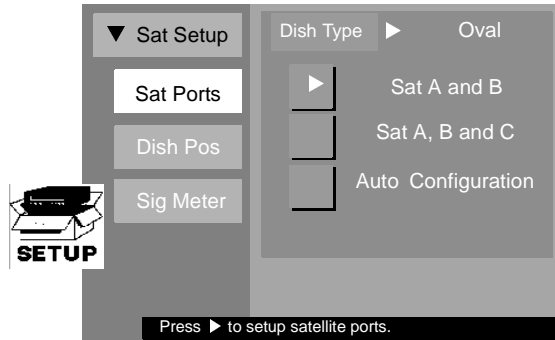 ▼ Sat Setup
Sat Ports
Dish Pos
Sig Meter
SETUP
Dish Type ▶ Oval
▶ Sat A and B
Sat A, B and C
Auto Configuration
Press ▶ to setup satellite ports.